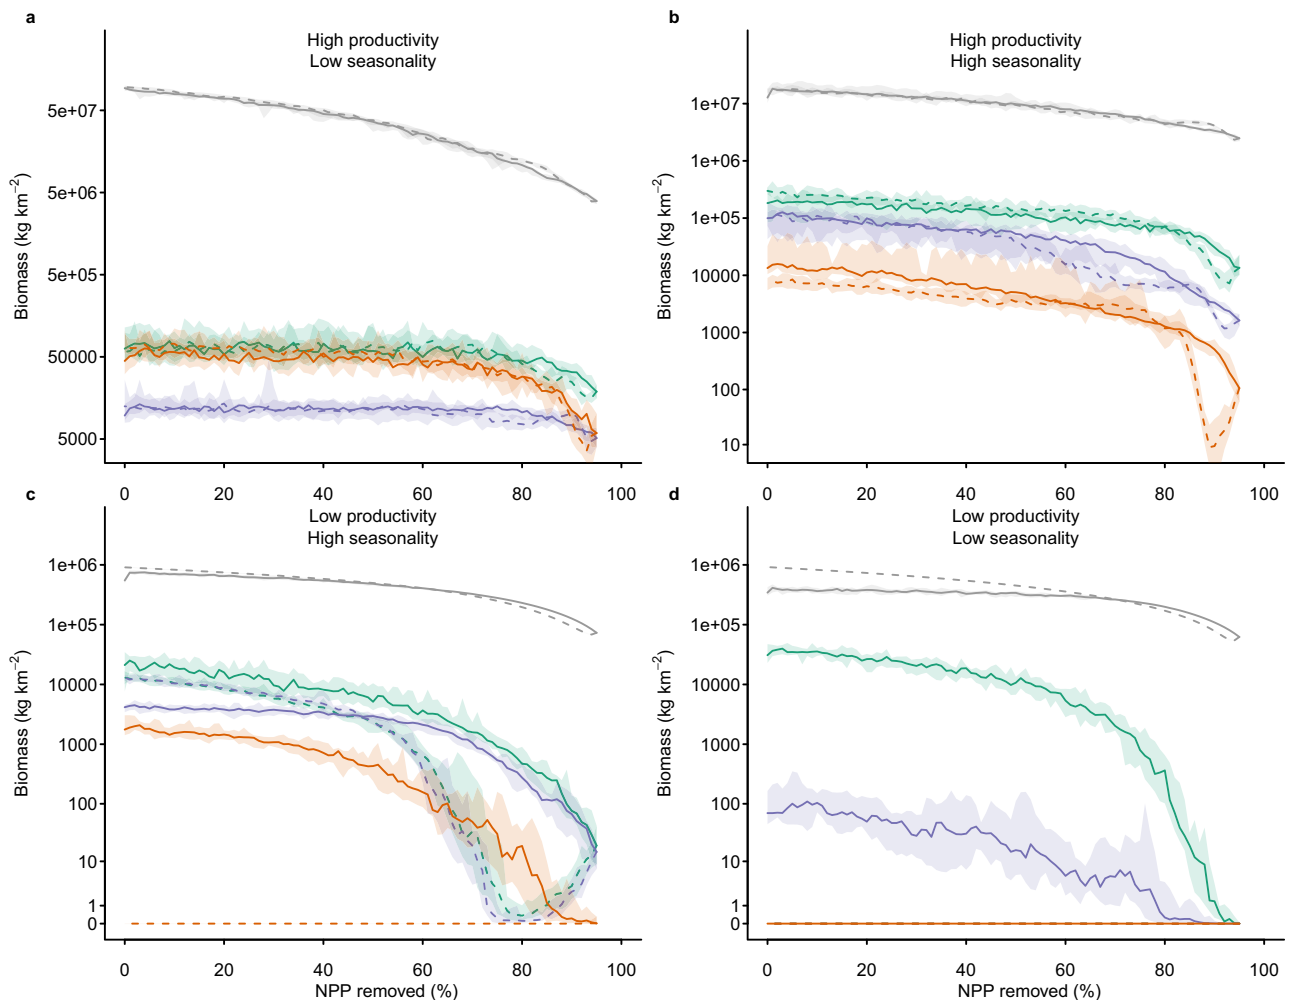 a
High productivity
Low seasonality
Biomass (kg km−2)
5e+07
5e+06
5e+05
50000
5000
0 20 40 60 80 100
b
High productivity
High seasonality
Biomass (kg km−2)
1e+07
1e+06
1e+05
10000
1000
100
10
0 20 40 60 80 100
c
Low productivity
High seasonality
Biomass (kg km−2)
1e+06
1e+05
10000
1000
100
10
1
0
0 20 40 60 80 100
NPP removed (%)
d
Low productivity
Low seasonality
Biomass (kg km−2)
1e+06
1e+05
10000
1000
100
10
1
0
0 20 40 60 80 100
NPP removed (%)